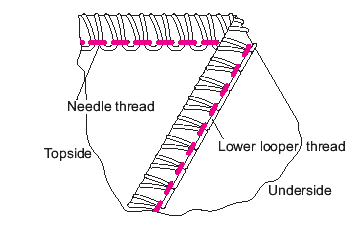 Needle thread
Topside
Lower looper thread
Underside